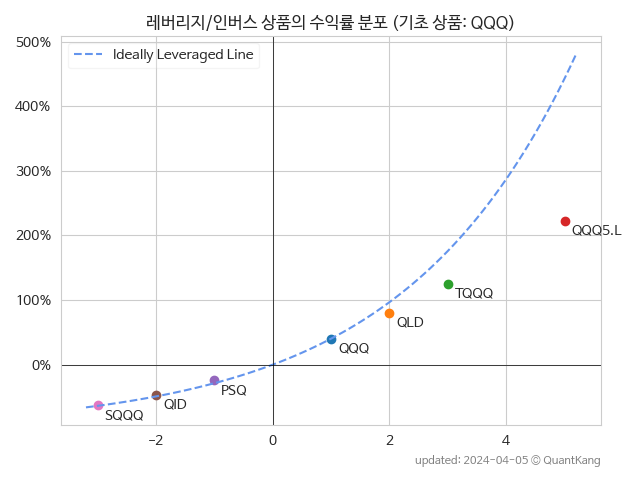 레버리지/인버스 상품의 수익률 분포 (기초 상품: QQQ)
500%
Ideally Leveraged Line
400%
300%
200%
QQQ5.L
TQQQ
100%
QLD
QQQ
0%
PSQ
QID
SQQQ
−2
0
2
4
updated: 2024-04-05 © QuantKang